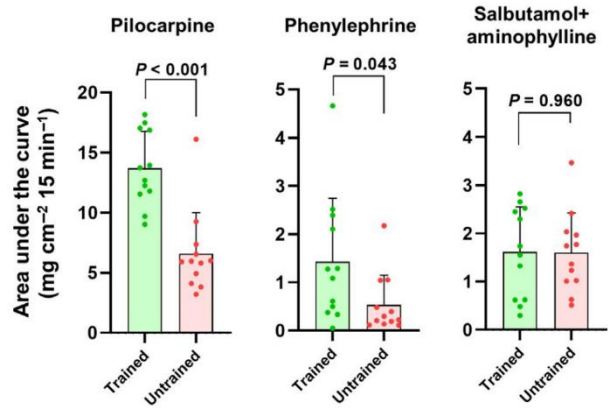 Pilocarpine
Phenylephrine
Salbutamol+
aminophylline
Area under the curve
(mg cm⁻² 15 min⁻¹)
P < 0.001
20
15
10
5
0
Trained
Untrained
P = 0.043
5
4
3
2
1
0
Trained
Untrained
P = 0.960
5
4
3
2
1
0
Trained
Untrained